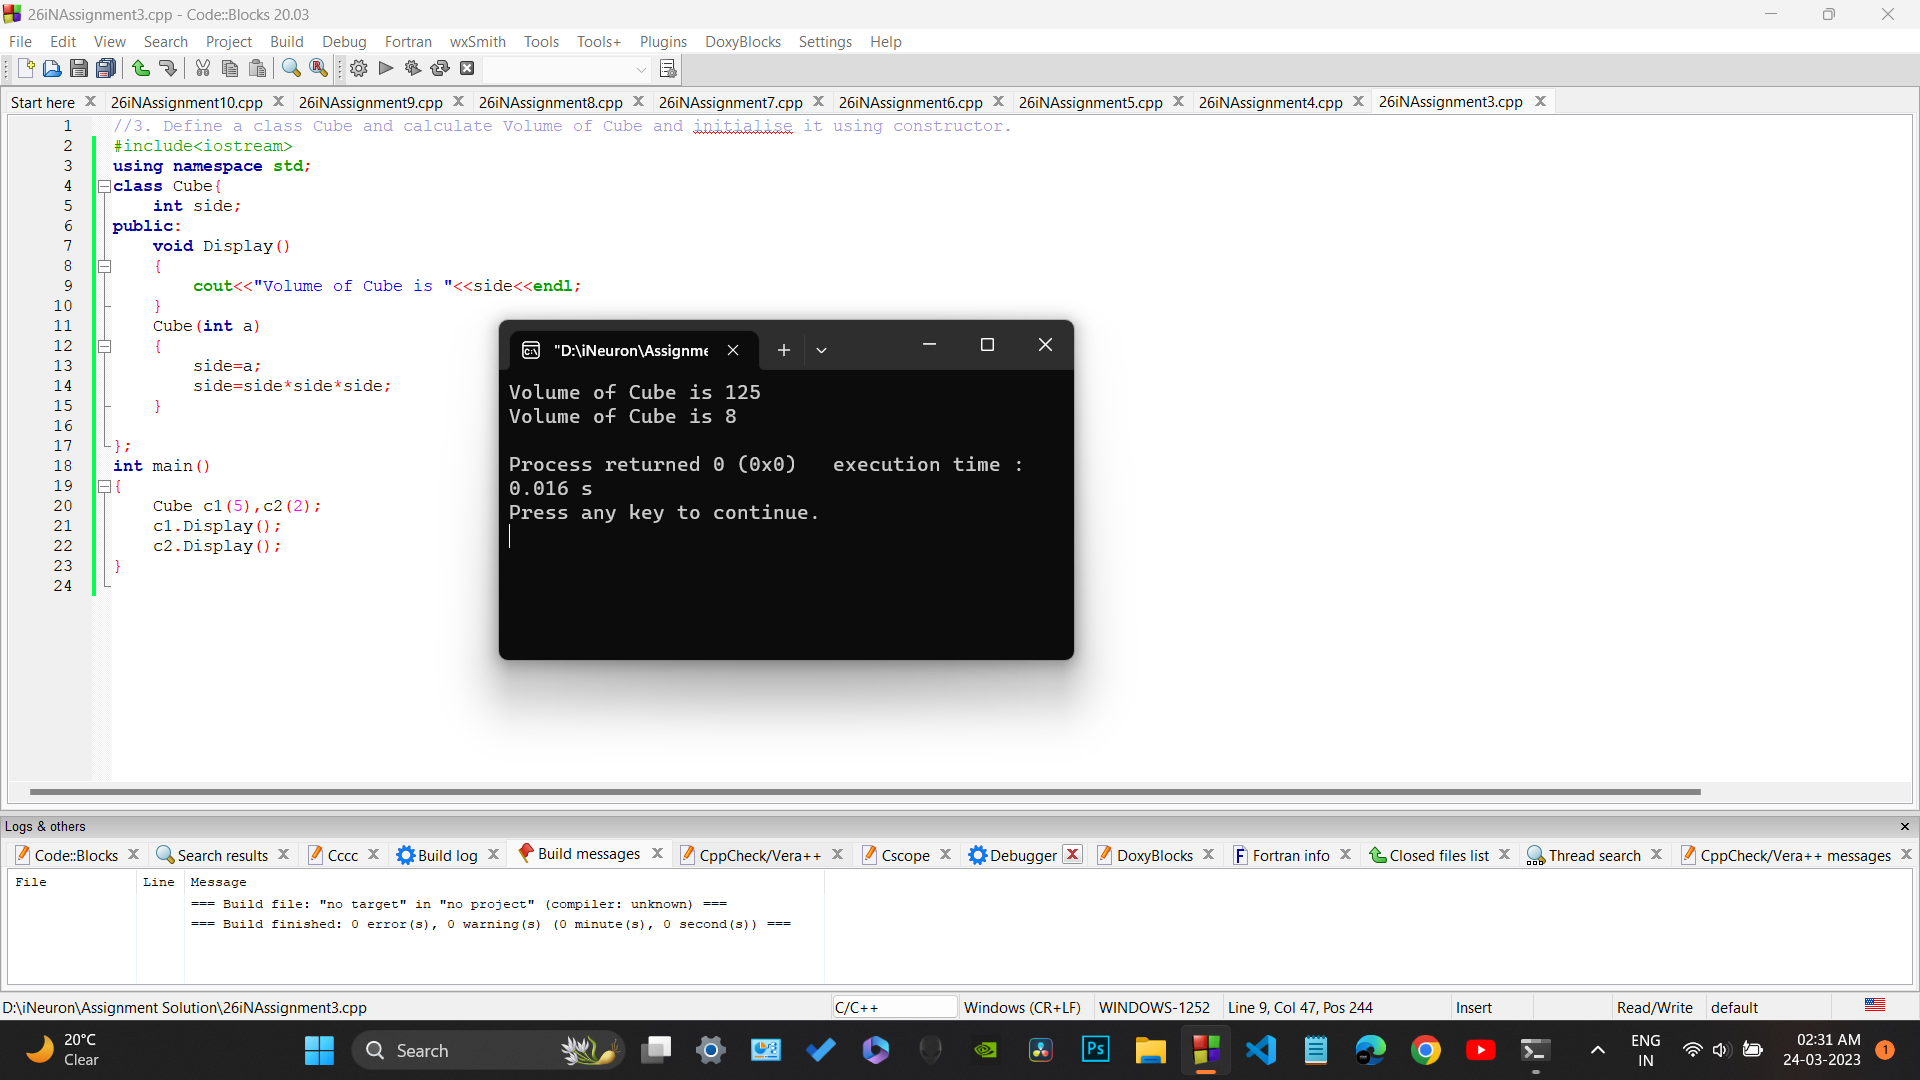 26iNAssignment3.cpp - Code::Blocks 20.03
File Edit View Search Project Build Debug Fortran wxSmith Tools Tools+ Plugins DoxyBlocks Settings Help
Start here 26iNAssignment10.cpp 26iNAssignment9.cpp 26iNAssignment8.cpp 26iNAssignment7.cpp 26iNAssignment6.cpp 26iNAssignment5.cpp 26iNAssignment4.cpp 26iNAssignment3.cpp
1 //3. Define a class Cube and calculate Volume of Cube and initialise it using constructor.
2 #include<iostream>
3 using namespace std;
4 class Cube{
5 int side;
6 public:
7 void Display()
8 {
9 cout<<"Volume of Cube is "<<side<<endl;
10 }
11 Cube(int a)
12 {
13 side=a;
14 side=side*side*side;
15 }
16
17 };
18 int main()
19 {
20 Cube c1(5),c2(2);
21 c1.Display();
22 c2.Display();
23 }
24
"D:\iNeuron\Assignme
Volume of Cube is 125
Volume of Cube is 8
Process returned 0 (0x0) execution time :
0.016 s
Press any key to continue.
Logs & others
Code::Blocks Search results Cccc Build log Build messages CppCheck/Vera++ Cscope Debugger DoxyBlocks Fortran info Closed files list Thread search CppCheck/Vera++ messages
File Line Message
=== Build file: "no target" in "no project" (compiler: unknown) ===
=== Build finished: 0 error(s), 0 warning(s) (0 minute(s), 0 second(s)) ===
D:\iNeuron\Assignment Solution\26iNAssignment3.cpp C/C++ Windows (CR+LF) WINDOWS-1252 Line 9, Col 47, Pos 244 Insert Read/Write default
20°C
Clear
Search
Ps
ENG
IN
02:31 AM
24-03-2023
1